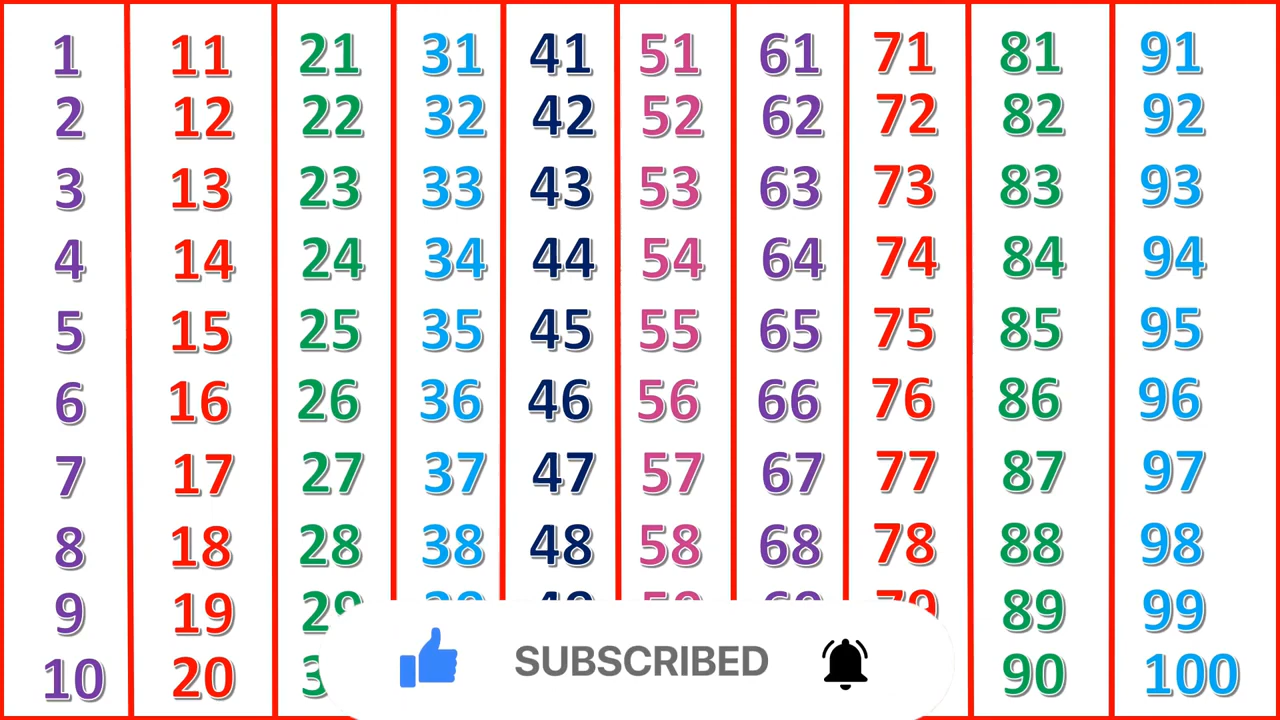 1 11 21 31 41 51 61 71 81 91
2 12 22 32 42 52 62 72 82 92
3 13 23 33 43 53 63 73 83 93
4 14 24 34 44 54 64 74 84 94
5 15 25 35 45 55 65 75 85 95
6 16 26 36 46 56 66 76 86 96
7 17 27 37 47 57 67 77 87 97
8 18 28 38 48 58 68 78 88 98
9 19 29 79 89 99
10 20 90 100
SUBSCRIBED